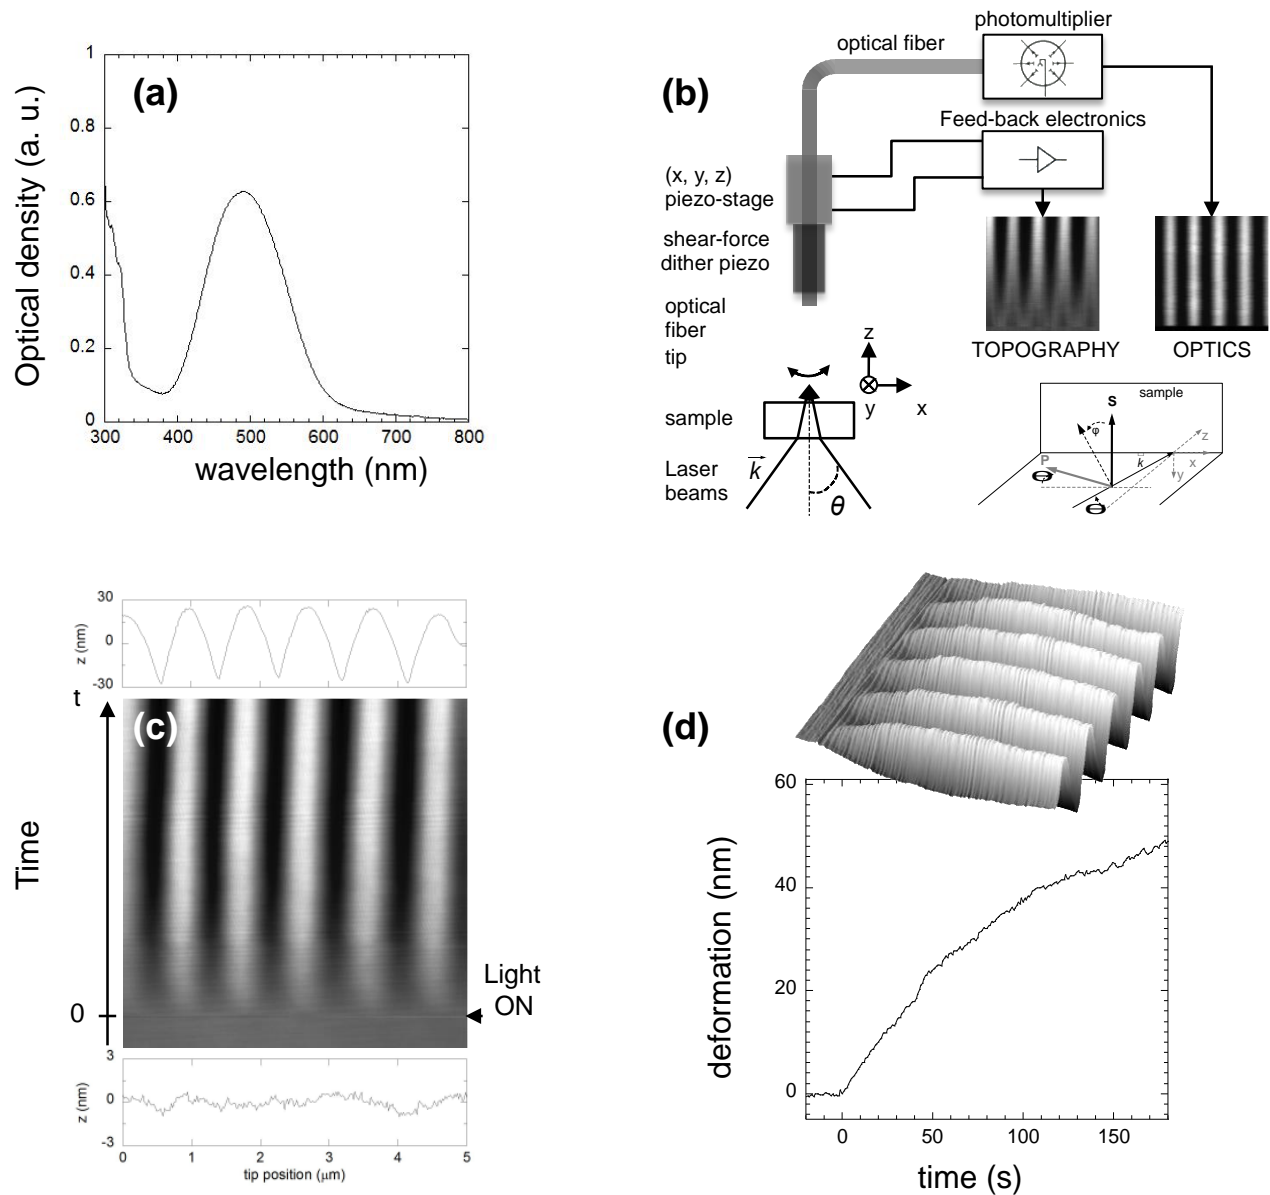 (a)
Optical density (a. u.)
1
0.8
0.6
0.4
0.2
0
300
400
500
600
700
800
wavelength (nm)
(b)
photomultiplier
optical fiber
Feed-back electronics
(x, y, z)
piezo-stage
shear-force
dither piezo
optical
fiber
tip
TOPOGRAPHY
OPTICS
z
y
x
sample
Laser
beams
k
θ
sample
S
φ
P
Θ
k
z
x
y
Θ
(c)
30
0
-30
z (nm)
t
Time
0
Light
ON
3
0
-3
z (nm)
0
1
2
3
4
5
tip position (μm)
(d)
60
40
20
0
deformation (nm)
0
50
100
150
time (s)